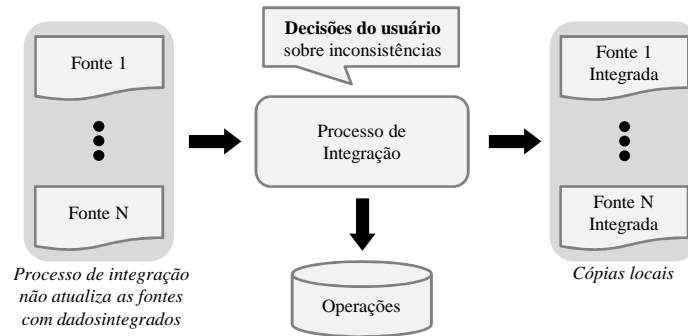 Decisões do usuário
sobre inconsistências
Fonte 1
Fonte N
Processo de integração
não atualiza as fontes
com dadosintegrados
Processo de
Integração
Operações
Fonte 1
Integrada
Fonte N
Integrada
Cópias locais